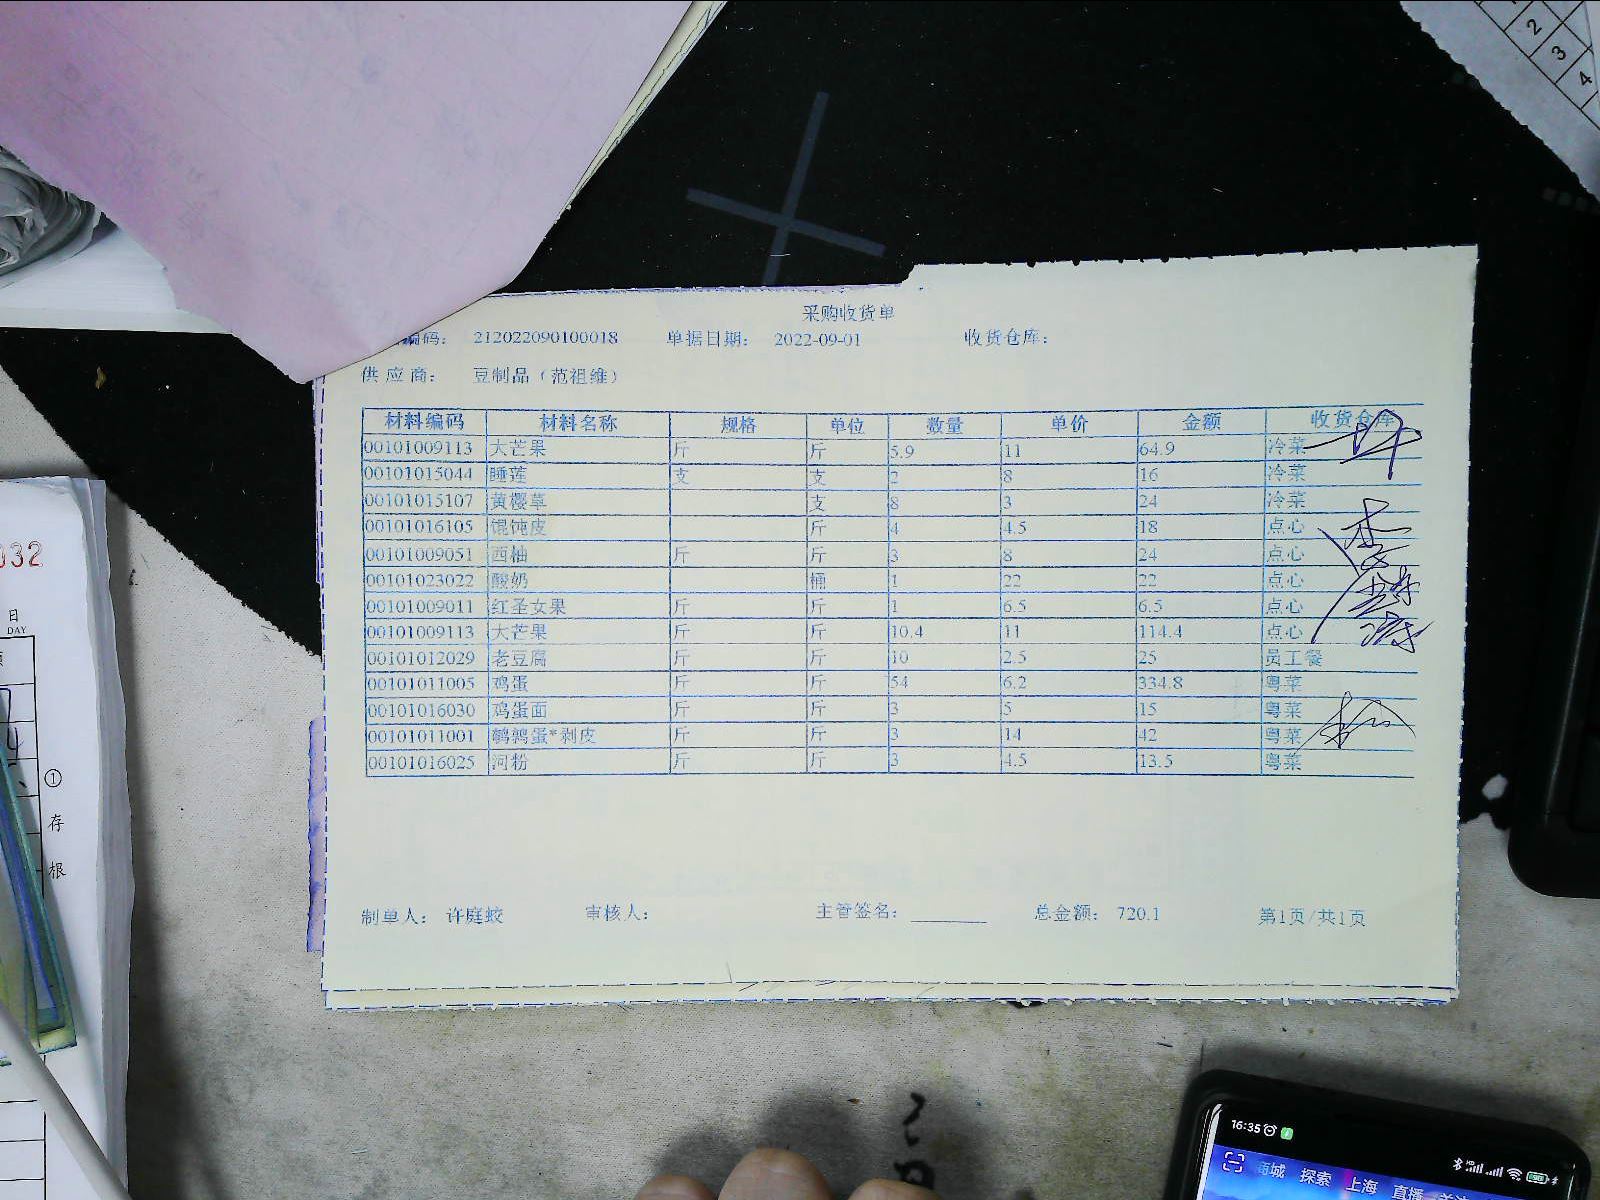 2
3
4
采购收货单
编码： 212022090100018 单据日期： 2022-09-01 收货仓库：
供应商： 豆制品（范祖维）
材料编码 材料名称 规格 单位 数量 单价 金额 收货仓库
00101009113 大芒果 斤 斤 5.9 11 64.9 冷菜
00101015044 睡莲 支 支 2 8 16 冷菜
00101015107 黄樱草 支 8 3 24 冷菜
00101016105 馄饨皮 斤 4 4.5 18 点心
00101009051 西柚 斤 斤 3 8 24 点心
00101023022 酸奶 桶 1 22 22 点心
00101009011 红圣女果 斤 斤 1 6.5 6.5 点心
00101009113 大芒果 斤 斤 10.4 11 114.4 点心
00101012029 老豆腐 斤 斤 10 2.5 25 员工餐
00101011005 鸡蛋 斤 斤 54 6.2 334.8 粤菜
00101016030 鸡蛋面 斤 斤 3 5 15 粤菜
00101011001 鹌鹑蛋*剥皮 斤 斤 3 14 42 粤菜
00101016025 河粉 斤 斤 3 4.5 13.5 粤菜
制单人： 许庭蛟 审核人： 主管签名： 总金额： 720.1 第1页/共1页
032
日
DAY
①
存
根
16:35
商城 探索 上海 直播